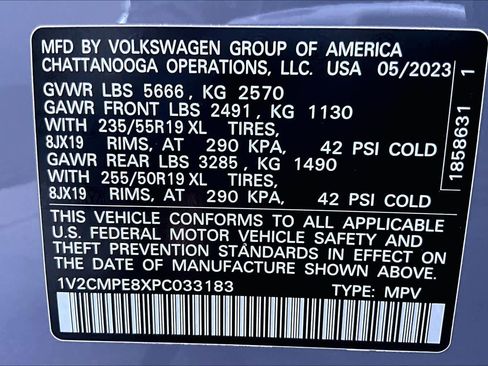 MFD BY VOLKSWAGEN GROUP OF AMERICA
CHATTANOOGA OPERATIONS, LLC. USA 05/2023
GVWR LBS 5666, KG 2570
GAWR FRONT LBS 2491, KG 1130
WITH 235/55R19 XL TIRES,
8JX19 RIMS, AT 290 KPA, 42 PSI COLD
GAWR REAR LBS 3285, KG 1490
WITH 255/50R19 XL TIRES,
8JX19 RIMS, AT 290 KPA, 42 PSI COLD
THIS VEHICLE CONFORMS TO ALL APPLICABLE
U.S. FEDERAL MOTOR VEHICLE SAFETY AND
THEFT PREVENTION STÂNDARDS IN EFFECT ON
THE DATE OF MANUFACTURE SHOWN ABOVE.
1V2CMPE8XPC033183 TYPE: MPV
1858631 1